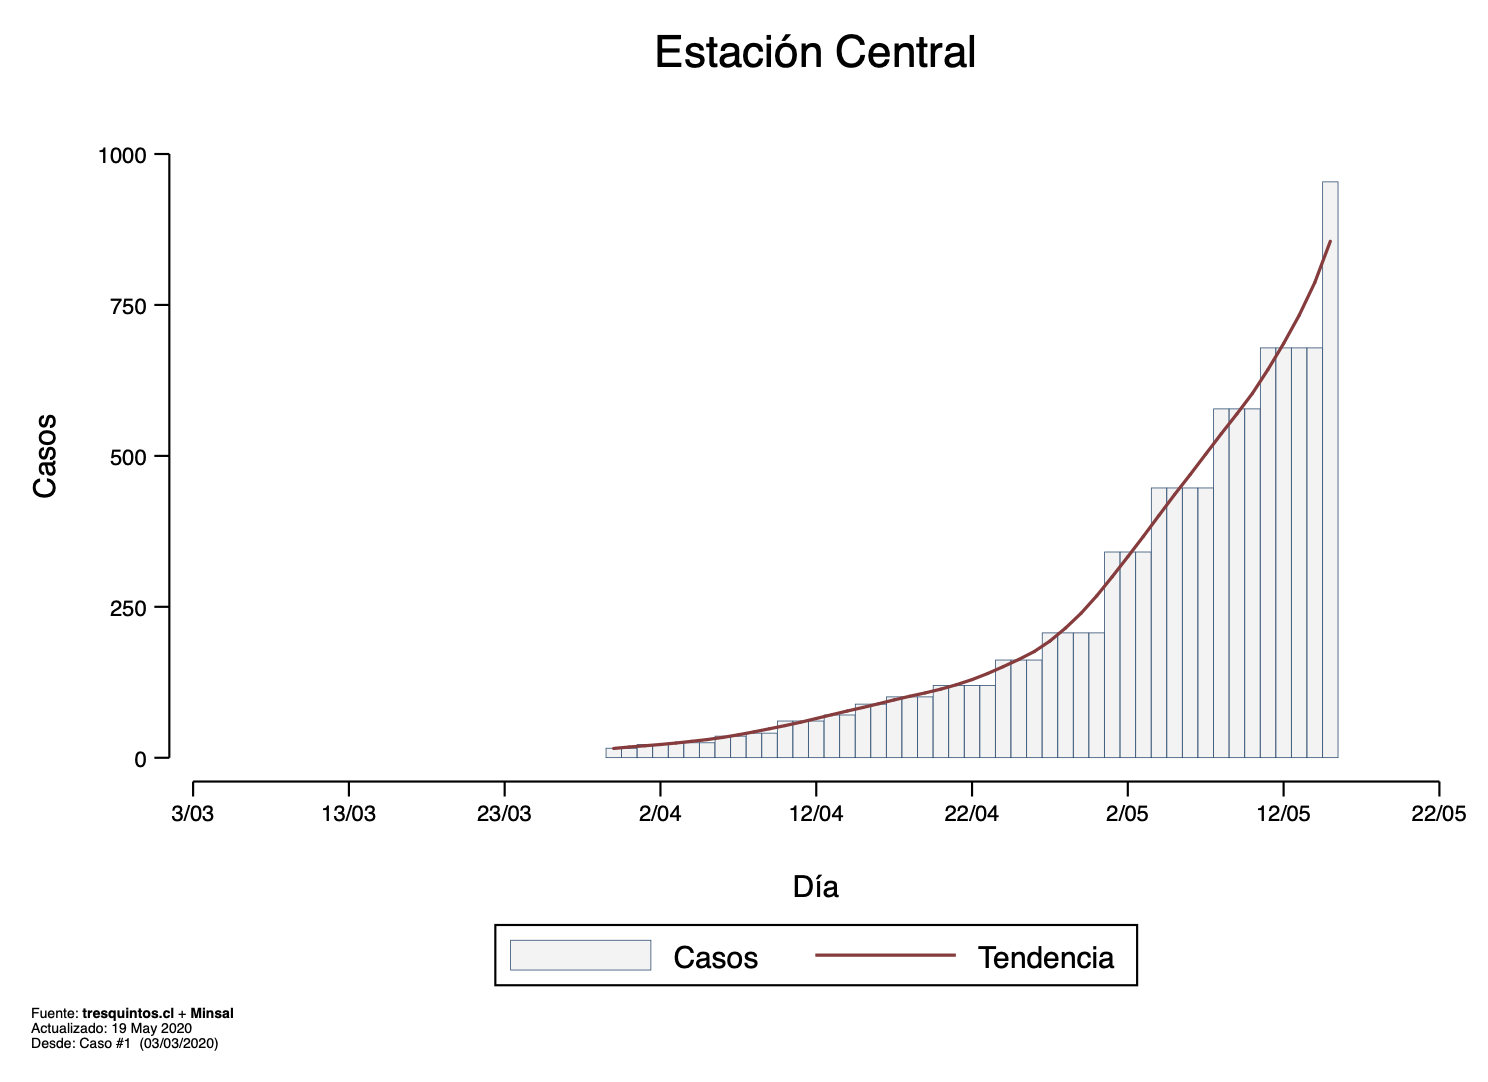 Estación Central
1000
750
500
250
0
Casos
3/03 13/03 23/03 2/04 12/04 22/04 2/05 12/05 22/05
Día
Casos Tendencia
Fuente: tresquintos.cl + Minsal
Actualizado: 19 May 2020
Desde: Caso #1 (03/03/2020)